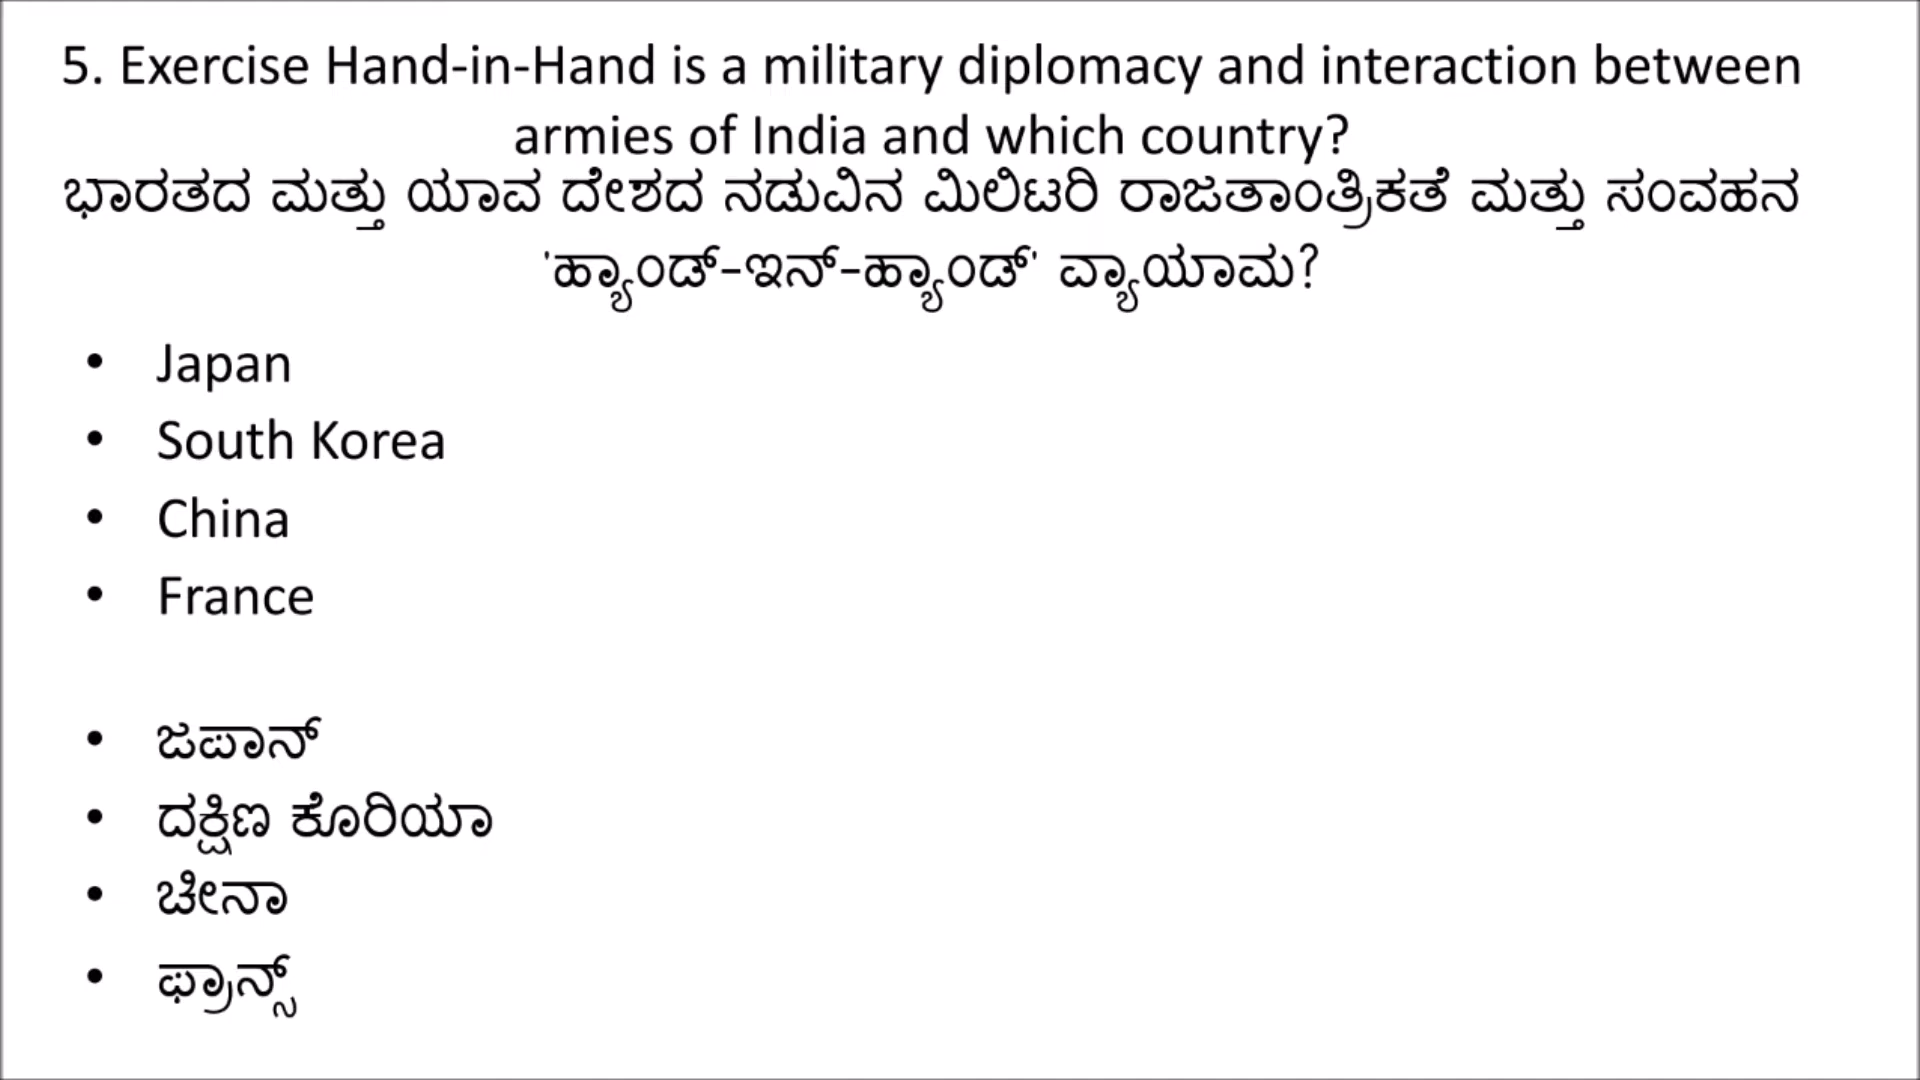 5. Exercise Hand-in-Hand is a military diplomacy and interaction between
armies of India and which country?
ಭಾರತದ ಮತ್ತು ಯಾವ ದೇಶದ ನಡುವಿನ ಮಿಲಿಟರಿ ರಾಜತಾಂತ್ರಿಕತೆ ಮತ್ತು ಸಂವಹನ
'ಹ್ಯಾಂಡ್-ಇನ್-ಹ್ಯಾಂಡ್' ವ್ಯಾಯಾಮ?
• Japan
• South Korea
• China
• France
• ಜಪಾನ್
• ದಕ್ಷಿಣ ಕೊರಿಯಾ
• ಚೀನಾ
• ಫ್ರಾನ್ಸ್